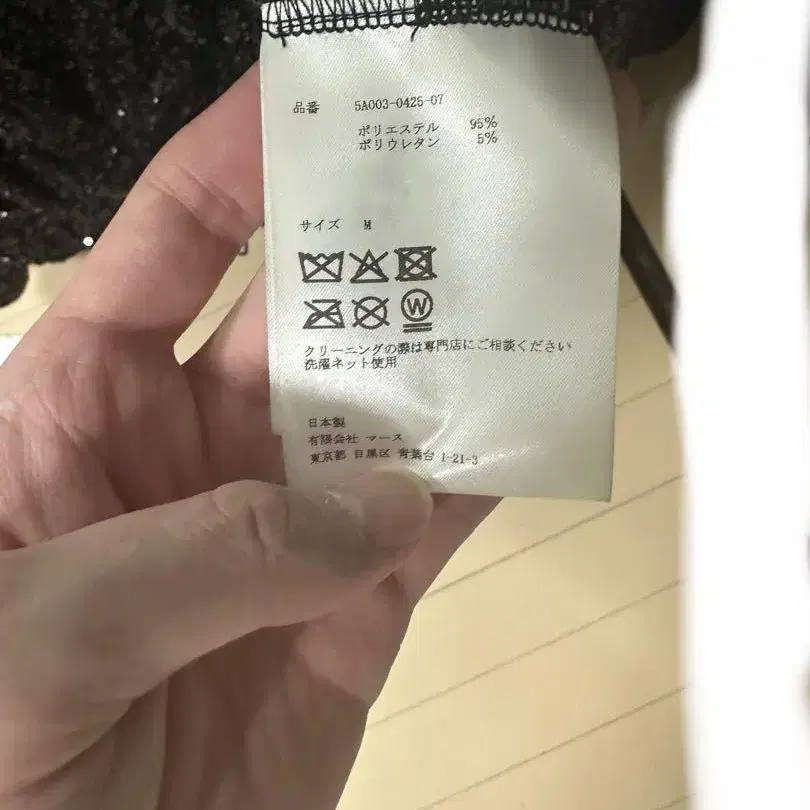 品番 5A003-0425-07
ポリエステル 95%
ポリウレタン 5%
サイズ M
W
クリーニングの際は専門店にご相談ください
洗濯ネット使用
日本製
有限会社 マース
東京都 目黒区 青葉台 1-21-3